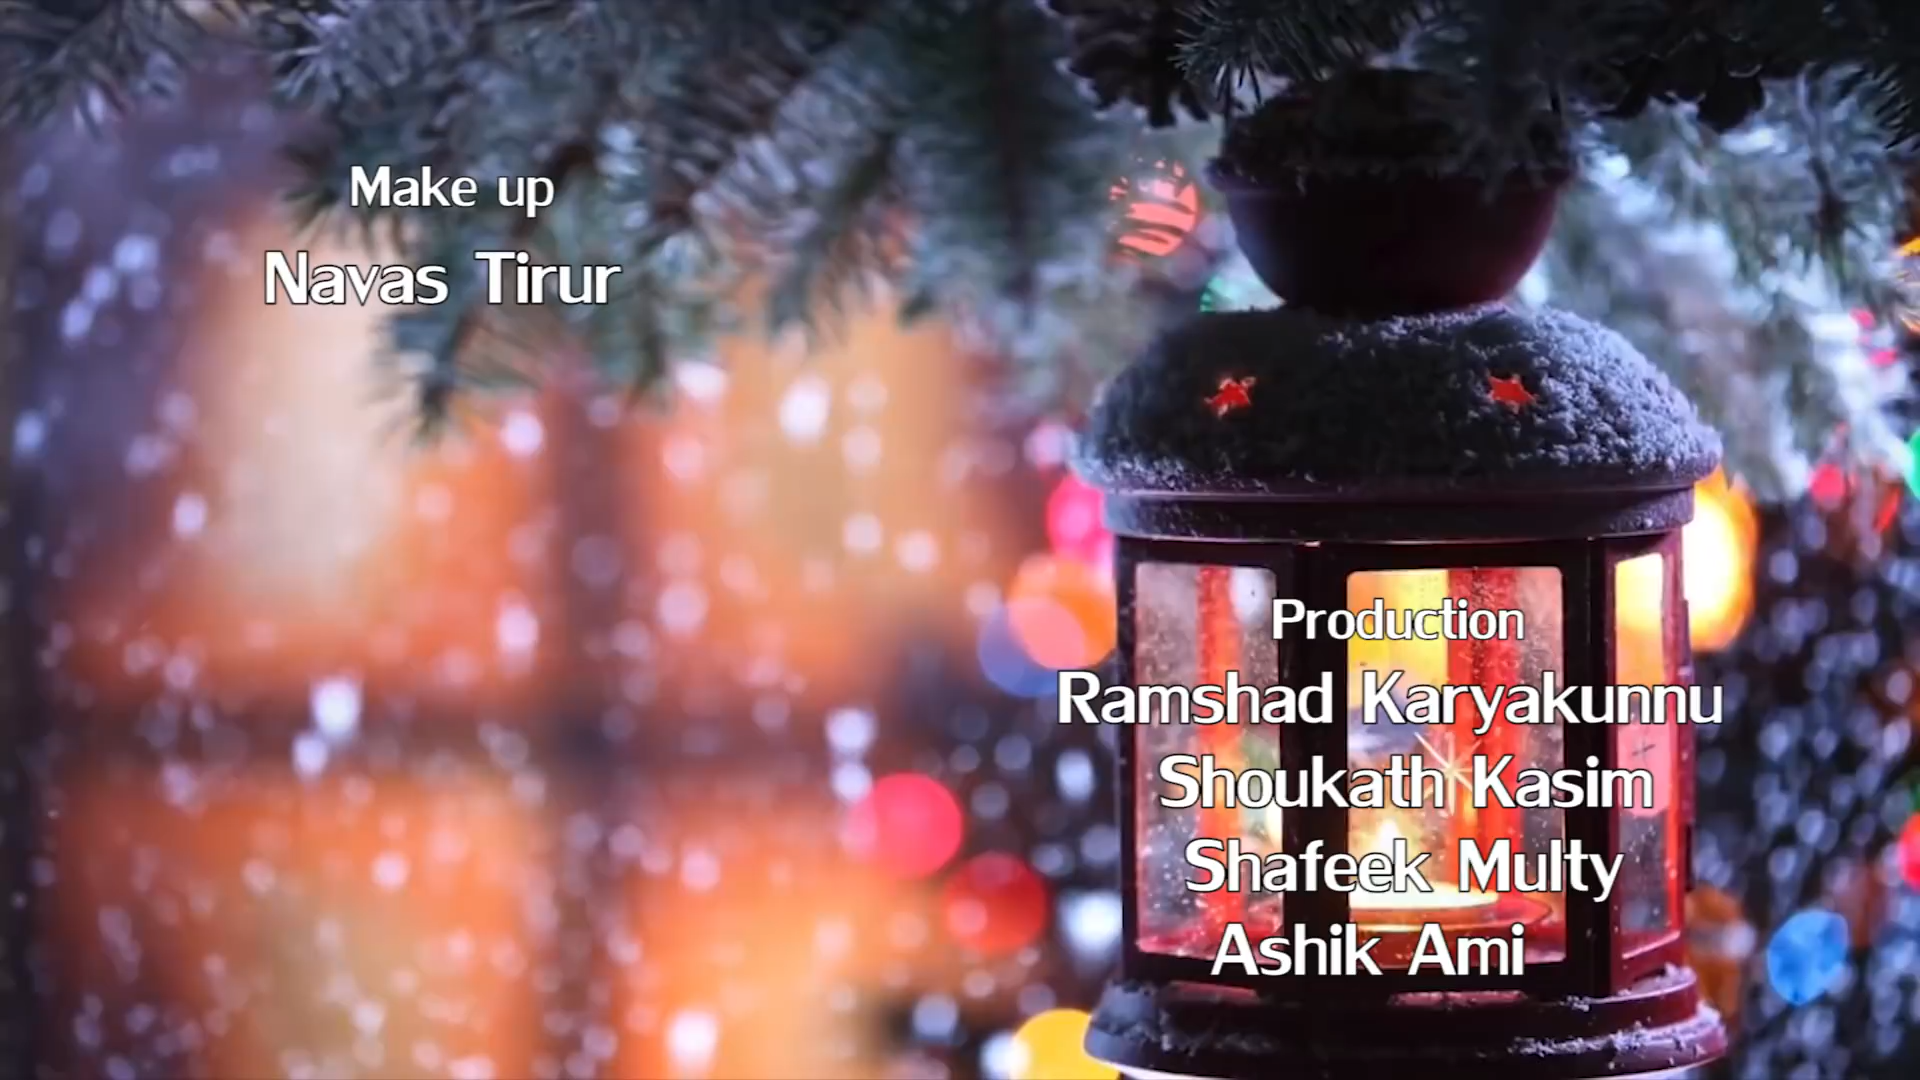 Make up
Navas Tirur
Production
Ramshad Karyakunnu
Shoukath Kasim
Shafeek Multy
Ashik Ami